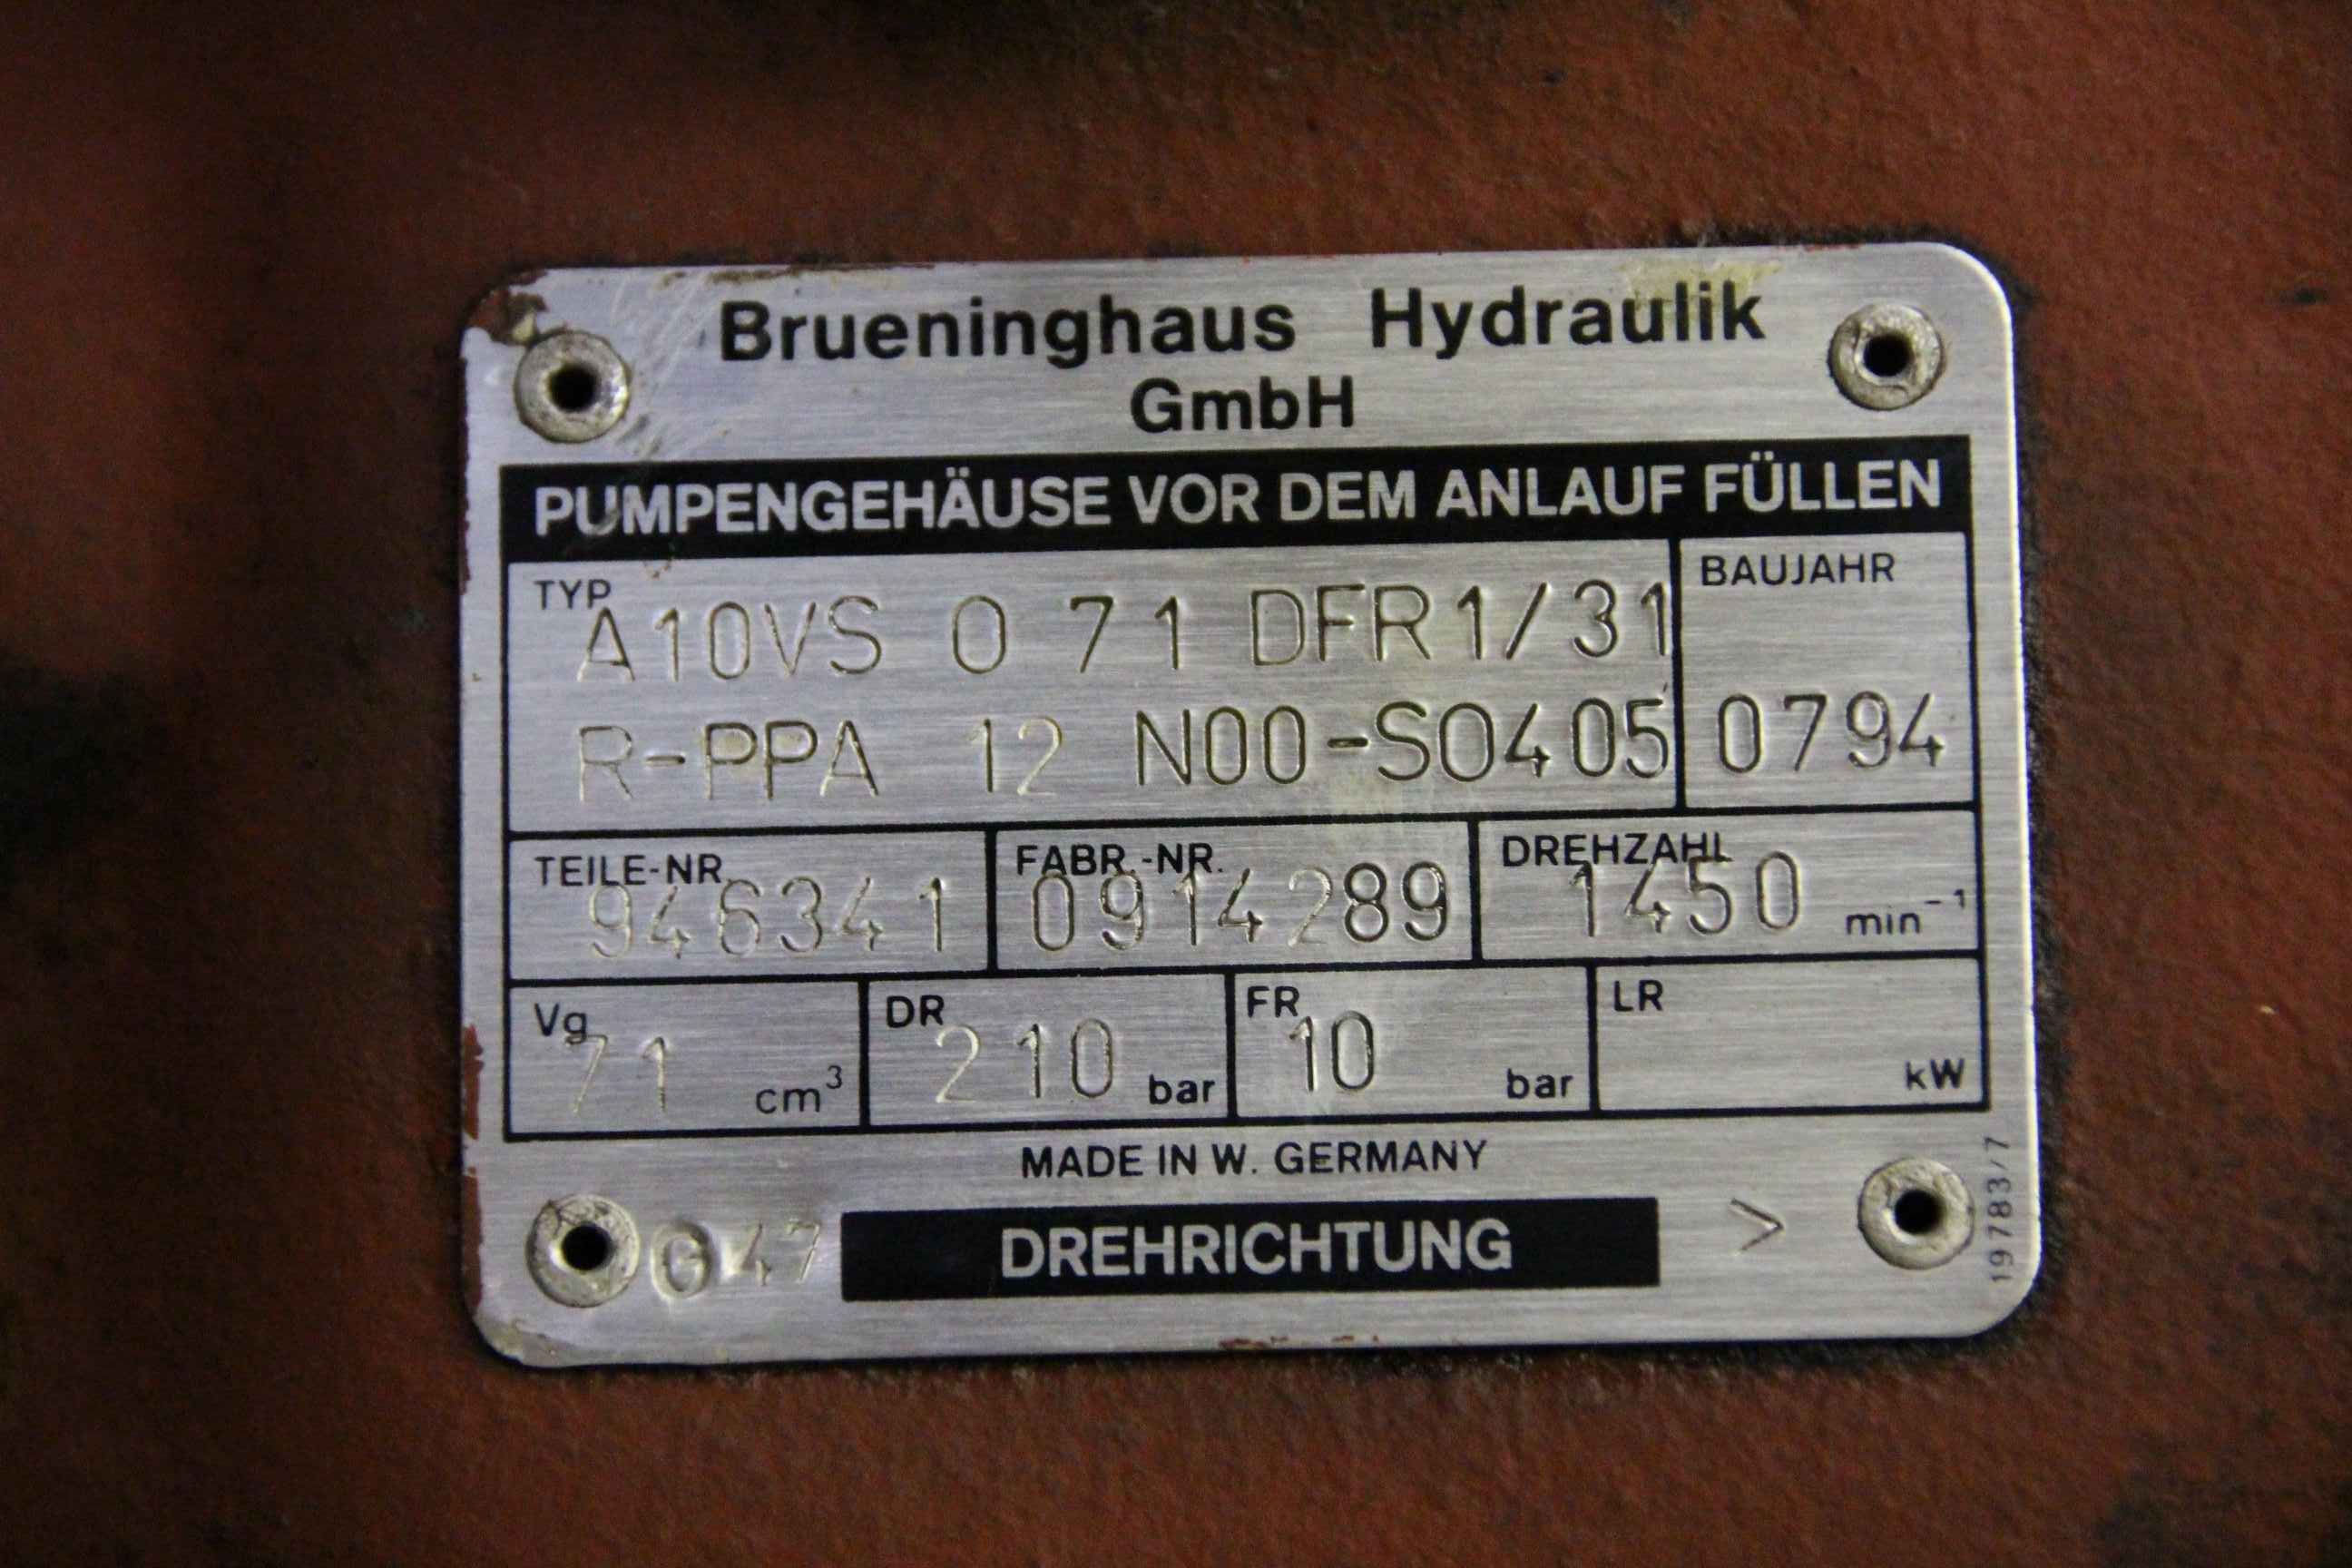 Brueninghaus Hydraulik
GmbH
PUMPENGEHÄUSE VOR DEM ANLAUF FÜLLEN
TYP
A10VS O 71 DFR1/31
R-PPA 12 N00-SO405
BAUJAHR
0794
TEILE-NR.
946341
FABR.-NR.
0914289
DREHZAHL
1450 min⁻¹
Vg
71 cm³
DR
210 bar
FR
10 bar
LR
kW
MADE IN W. GERMANY
G47
DREHRICHTUNG >
19783/7